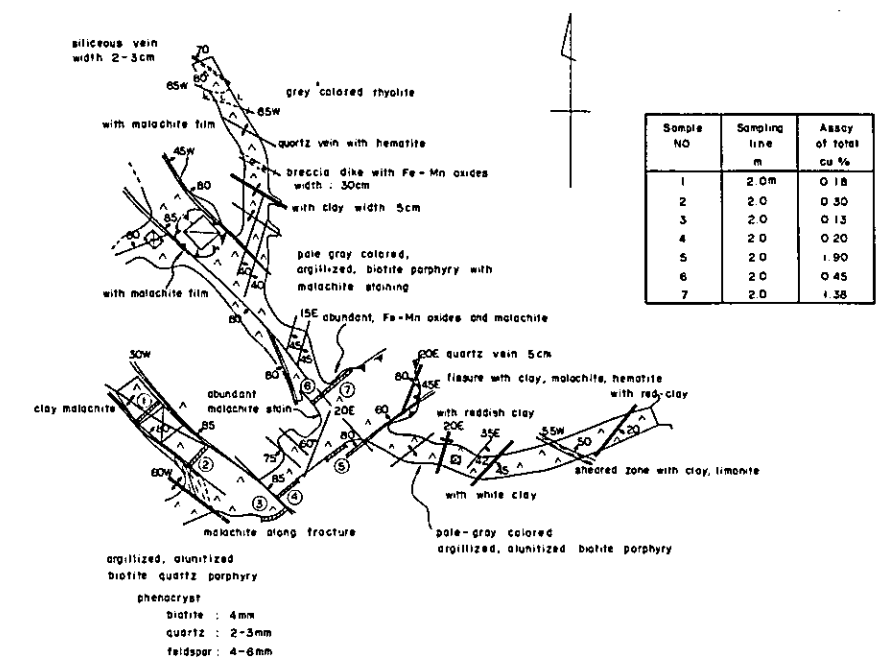 siliceous vein
width 2-3cm
70
80
65W
65W
grey colored rhyolite
with malachite film
quartz vein with hematite
45W
breccia dike with Fe-Mn oxides
width : 30cm
80
with clay width 5cm
85
80
pale gray colored,
argillized, biotite porphyry with
malachite staining
40
40
with malachite film
80
15E
abundant, Fe-Mn oxides and malachite
45
45
80
30W
20E quartz vein 5cm
80
fissure with clay, malachite, hematite
45E
with red-clay
⑥
⑦
abundant
malachite stain
20E
clay malachite
①
with reddish clay
60
85
60
80
20E
35E
55W
50
20
②
75
⑤
42
45
sheared zone with clay, limonite
60W
85
③
④
with white clay
malachite along fracture
pale-gray colored
argillized, alunitized biotite porphyry
argillized, alunitized
biotite quartz porphyry
phenocryst
biotite : 4mm
quartz : 2-3mm
feldspar : 4-6mm
Sample NO Sampling line m Assay of total cu %
1 2.0m 0.18
2 2.0 0.30
3 2.0 0.13
4 2.0 0.20
5 2.0 1.90
6 2.0 0.45
7 2.0 1.38